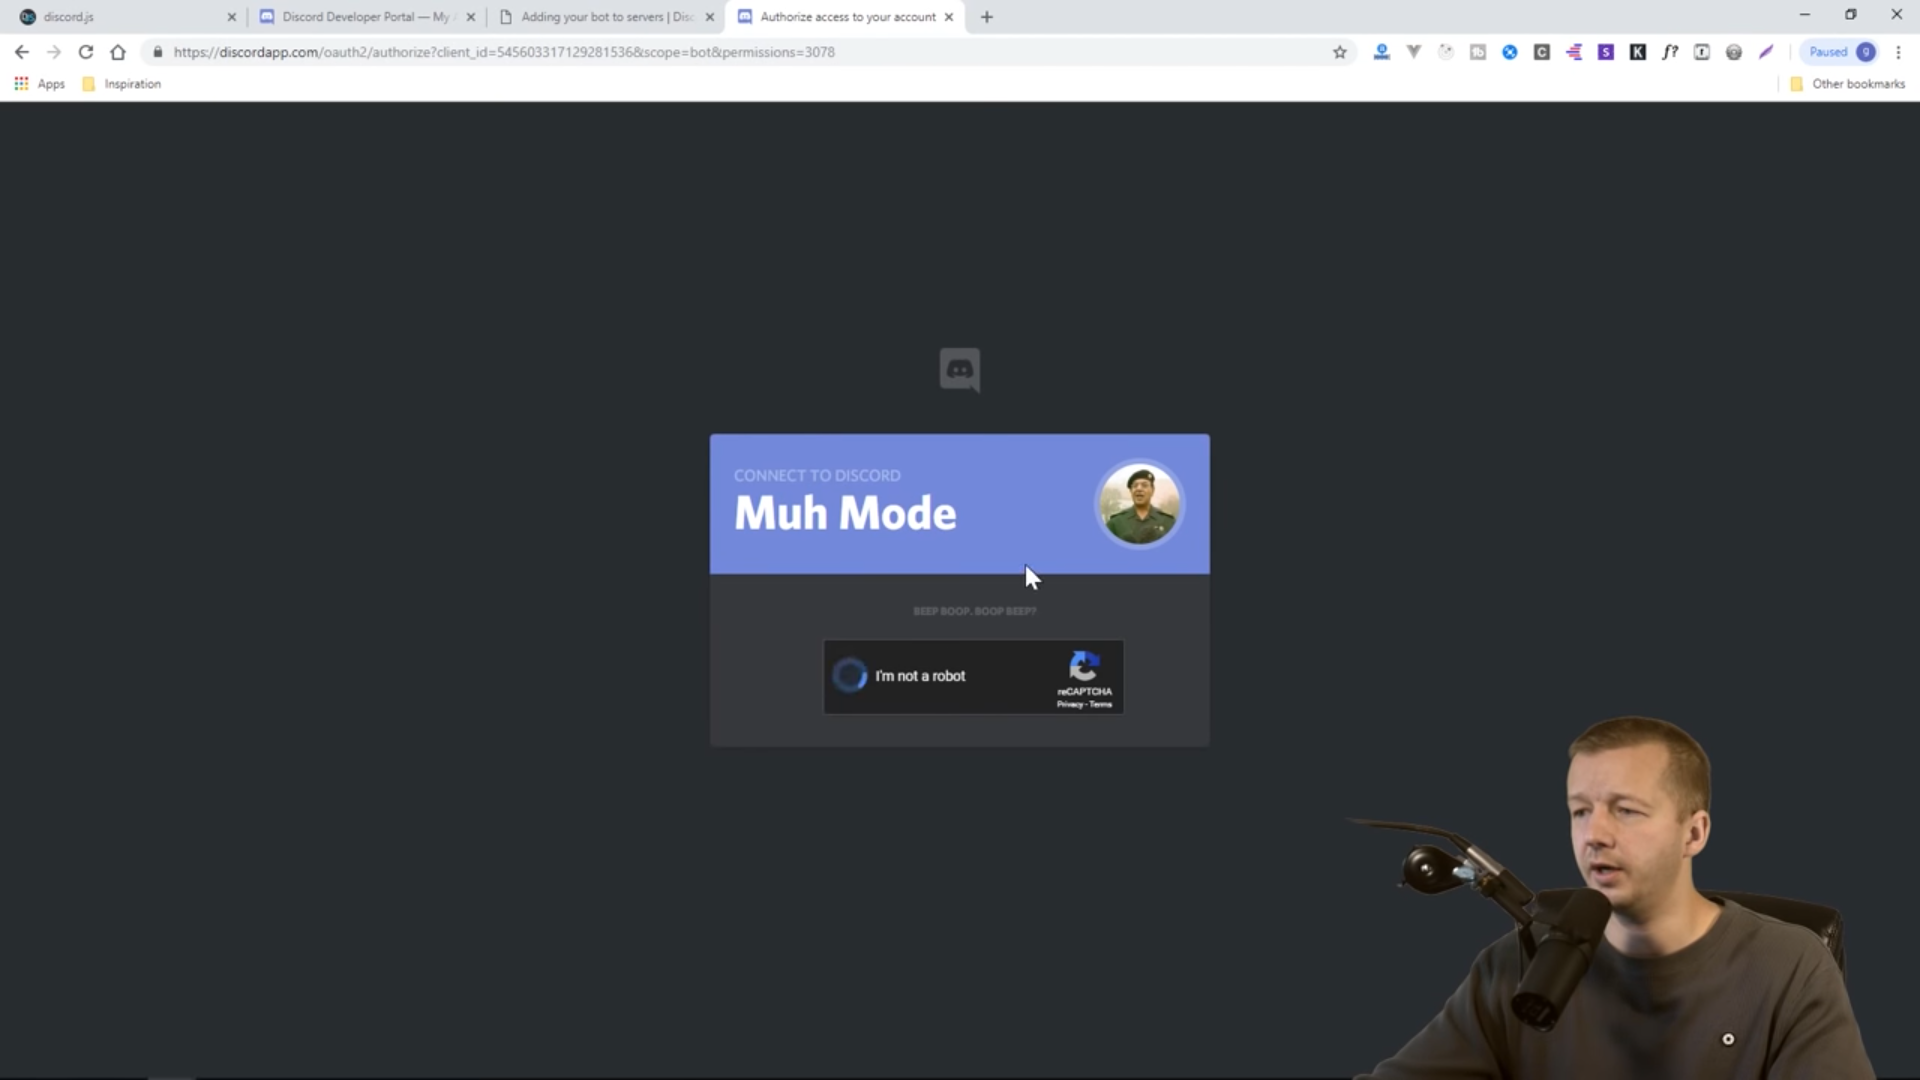 discord.js
Discord Developer Portal — My
Adding your bot to servers | Disc
Authorize access to your account
https://discordapp.com/oauth2/authorize?client_id=545603317129281536&scope=bot&permissions=3078
Paused
Apps
Inspiration
Other bookmarks
CONNECT TO DISCORD
Muh Mode
BEEP BOOP. BOOP BEEP?
I'm not a robot
reCAPTCHA
Privacy - Terms